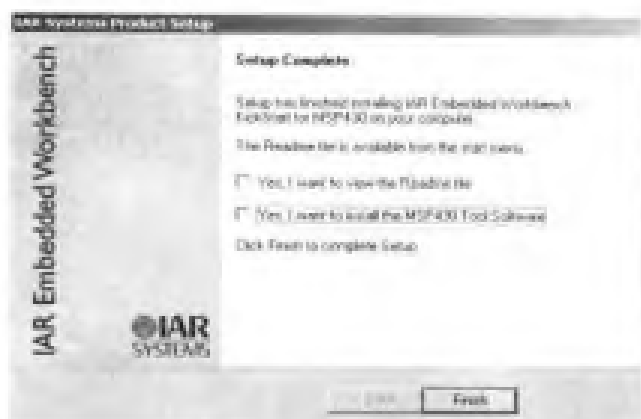 IAR Systems Product Setup
IAR Embedded Workbench
Setup Complete
Setup has finished installing IAR Embedded Workbench
KickStart for MSP430 on your computer.
The Readme file is available from the start menu.
Yes, I want to view the Readme file
Yes, I want to install the MSP430 Tool Software
Click Finish to complete Setup
IAR
SYSTEMS
Finish